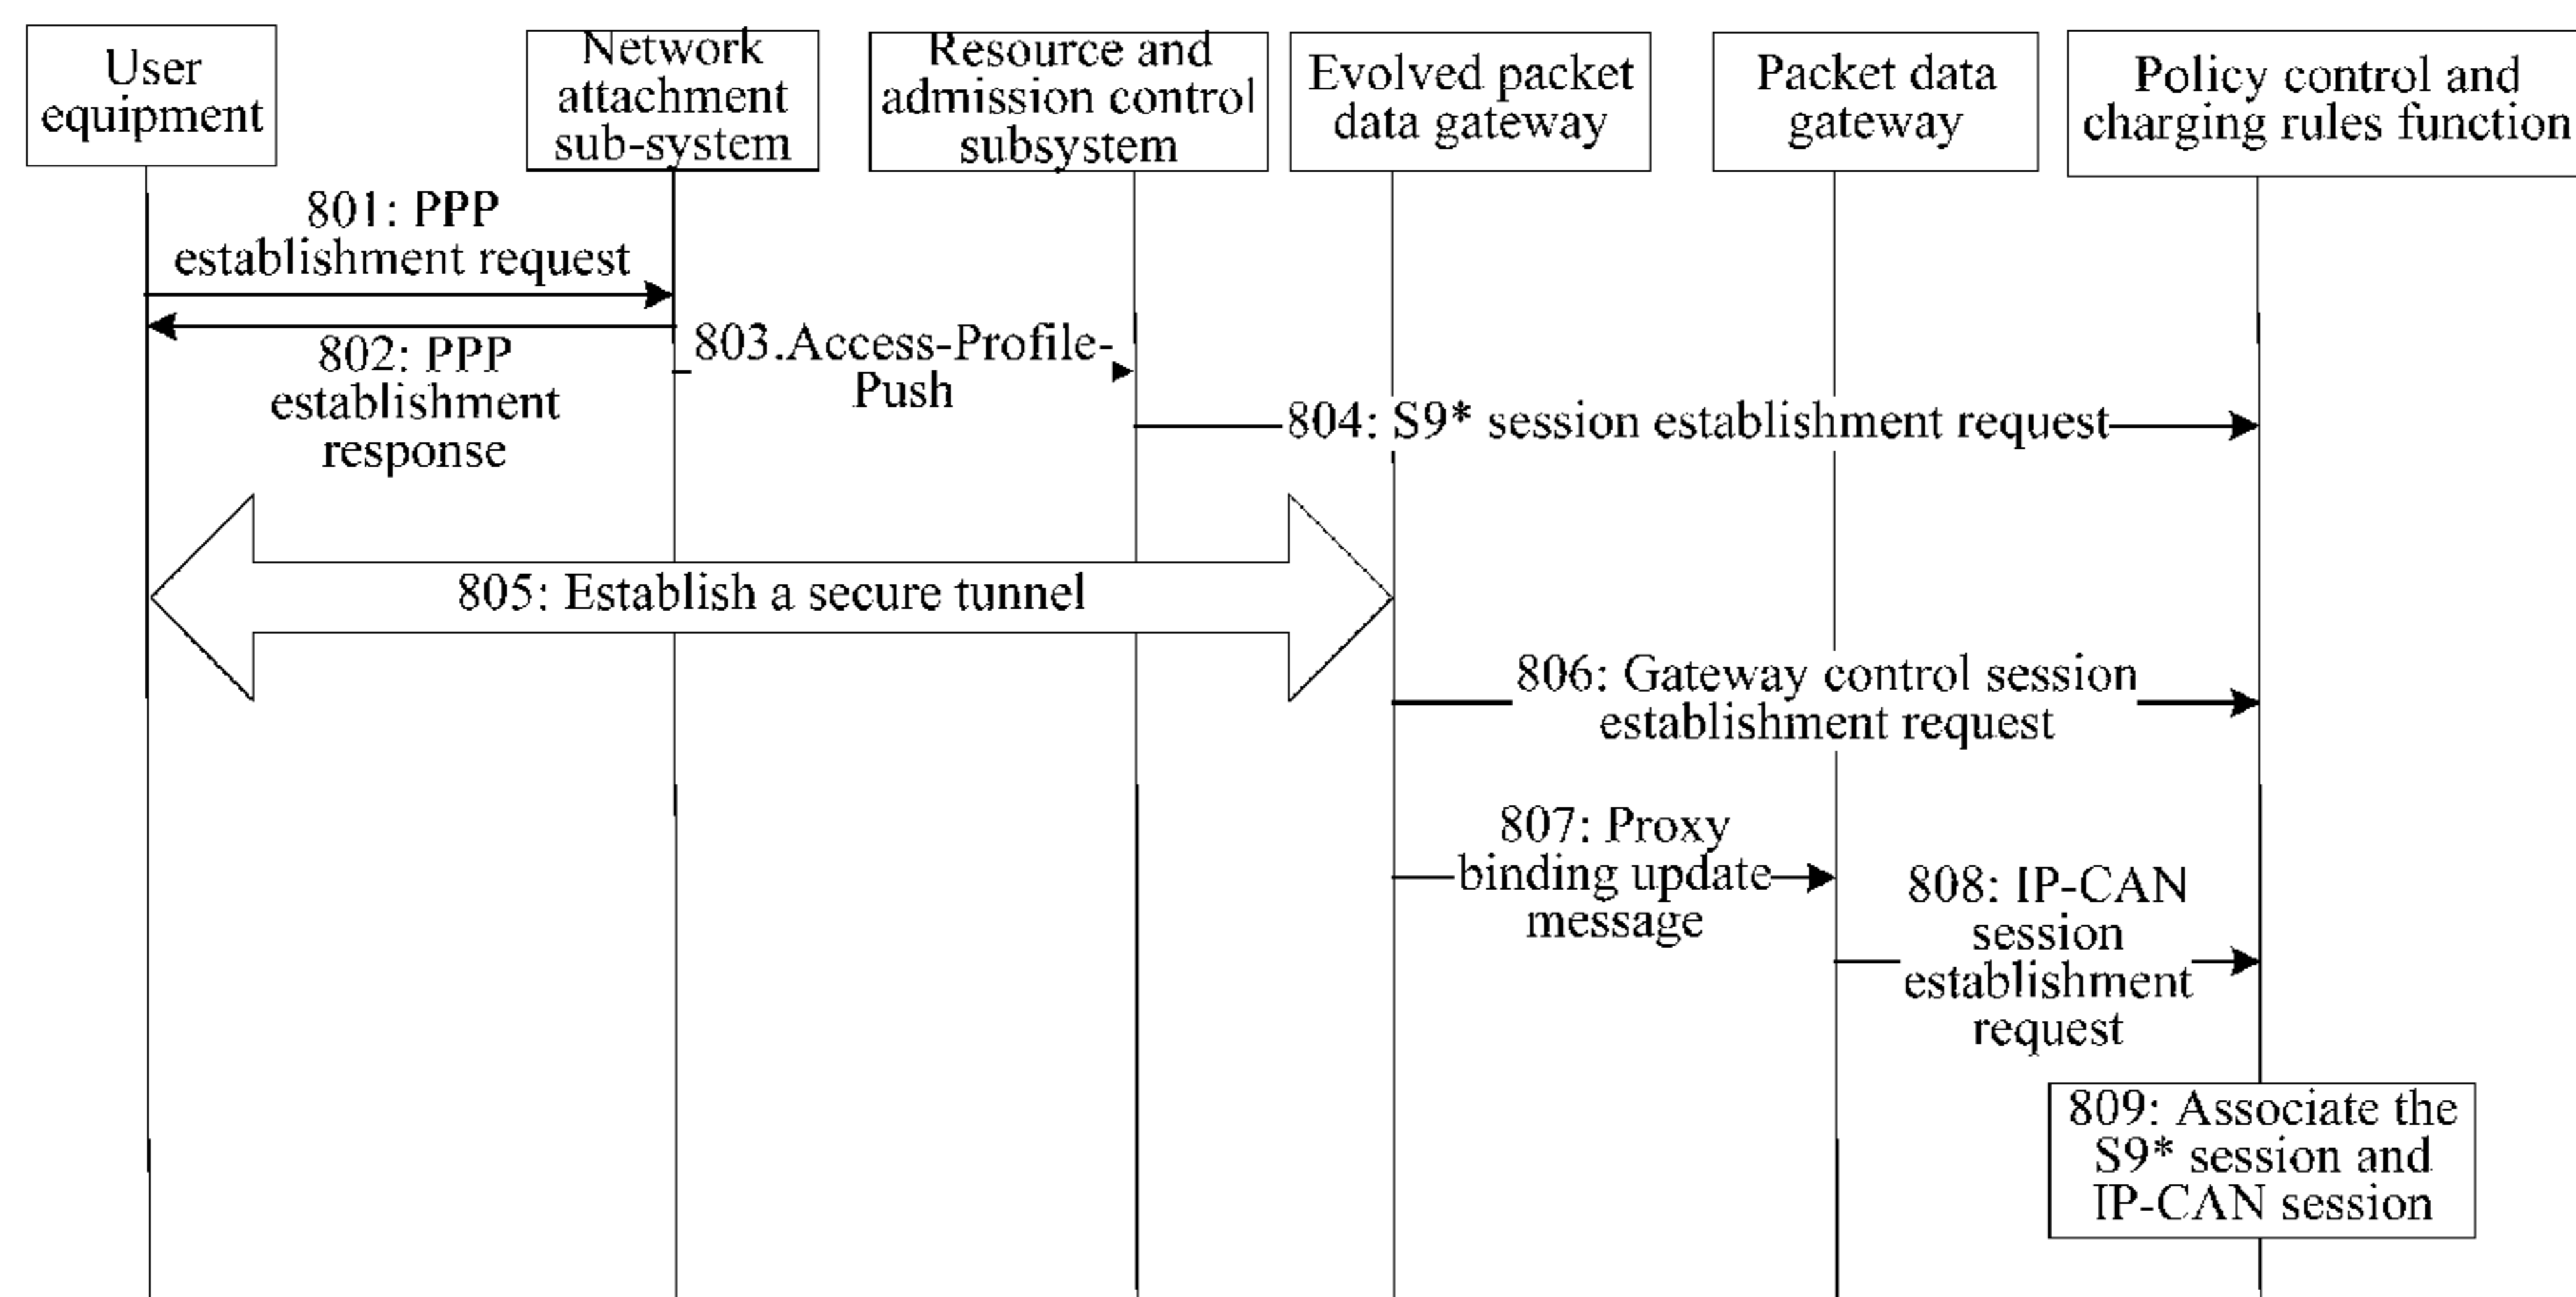 User
equipment
Network
attachment
sub-system
Resource and
admission control
subsystem
Evolved packet
data gateway
Packet data
gateway
Policy control and
charging rules function
801: PPP
establishment request
802: PPP
establishment
response
803.Access-Profile-
Push
804: S9* session establishment request
805: Establish a secure tunnel
806: Gateway control session
establishment request
807: Proxy
binding update
message
808: IP-CAN
session
establishment
request
809: Associate the
S9* session and
IP-CAN session